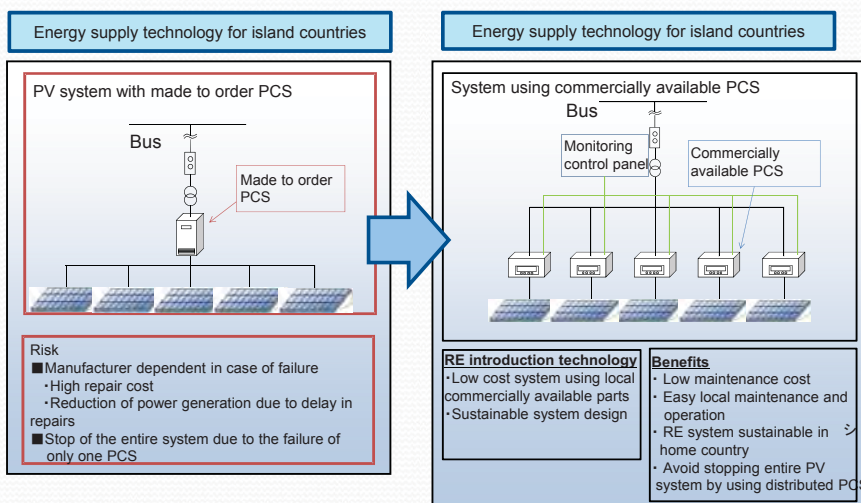 Energy supply technology for island countries
PV system with made to order PCS
Bus
Made to order
PCS
Risk
■Manufacturer dependent in case of failure
・High repair cost
・Reduction of power generation due to delay in
repairs
■Stop of the entire system due to the failure of
only one PCS
Energy supply technology for island countries
System using commercially available PCS
Bus
Monitoring
control panel
Commercially
available PCS
RE introduction technology
・Low cost system using local
commercially available parts
・Sustainable system design
Benefits
・ Low maintenance cost
・ Easy local maintenance and
operation
・ RE system sustainable in シ
home country
・ Avoid stopping entire PV
system by using distributed PCS